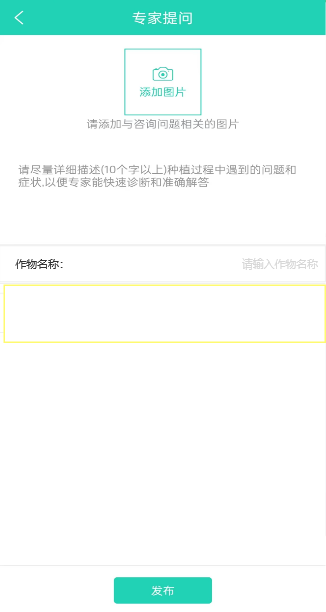 专家提问
添加图片
请添加与咨询问题相关的图片
请尽量详细描述(10个字以上)种植过程中遇到的问题和
症状,以便专家能快速诊断和准确解答
作物名称: 请输入作物名称
发布